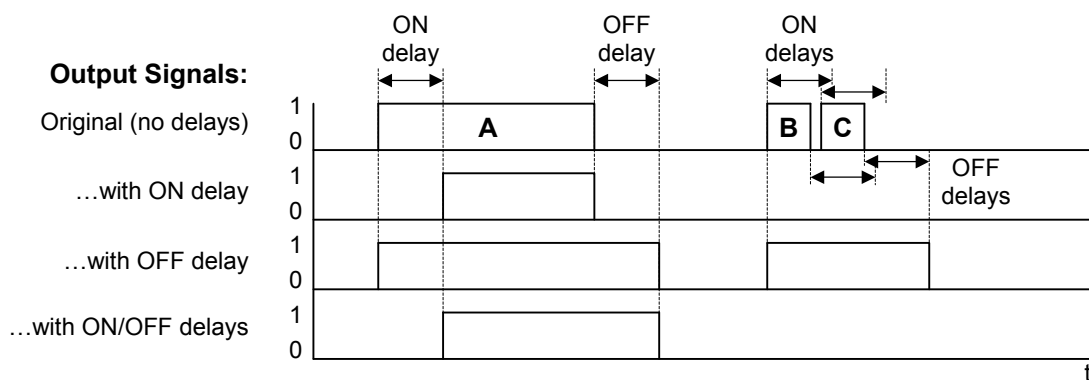 ON
delay
OFF
delay
ON
delays
Output Signals:
Original (no delays)
1
0
A
B
C
…with ON delay
1
0
OFF
delays
…with OFF delay
1
0
…with ON/OFF delays
1
0
t